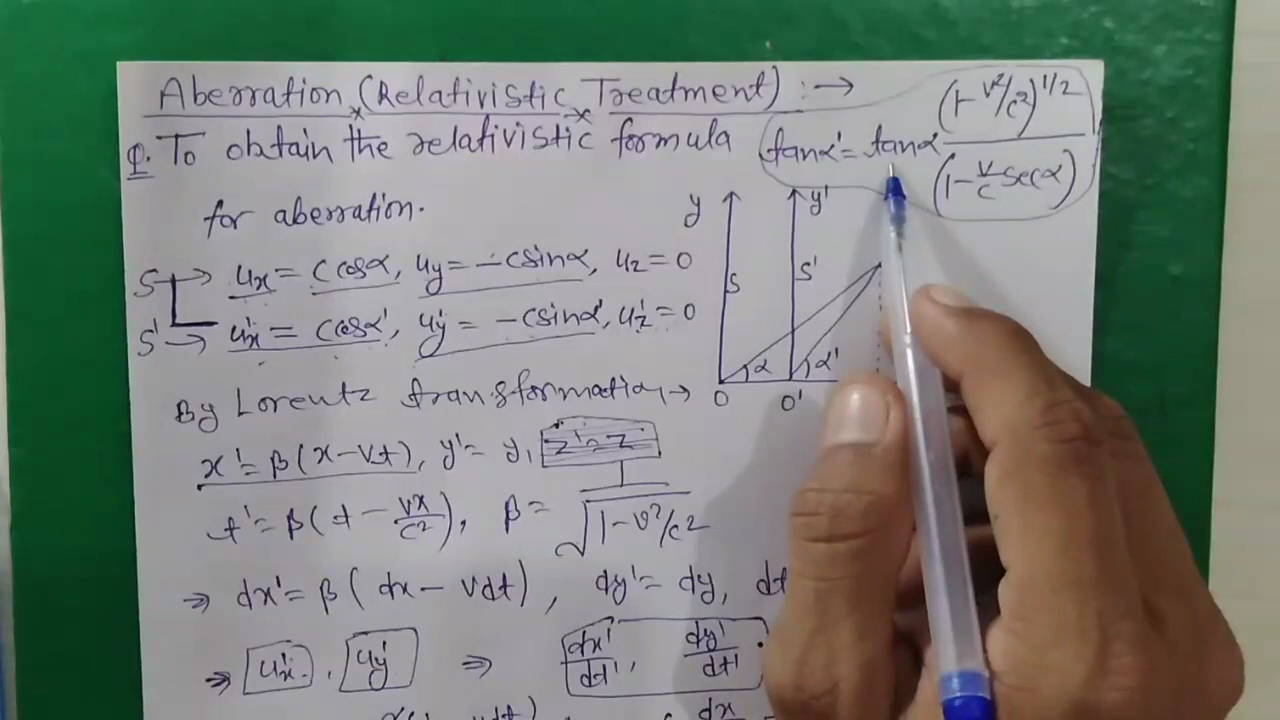 Aberration (Relativistic Treatment) :→
Q. To obtain the relativistic formula tanα' = tanα (1-v²/c²)^1/2 / (1- v/c secα)
for aberration.
S → ux = c cosα, uy = -c sinα, uz = 0
S' → u'x = c cosα', u'y = -c sinα', u'z = 0
y y'
S S'
α α'
O O'
By Lorentz transformation →
x' = β(x-vt), y' = y, z' = z
t' = β(t - vx/c²), β = 1/√(1-v²/c²)
⇒ dx' = β(dx - vdt), dy' = dy, dt
⇒ u'x, u'y ⇒ dx'/dt', dy'/dt'
dx